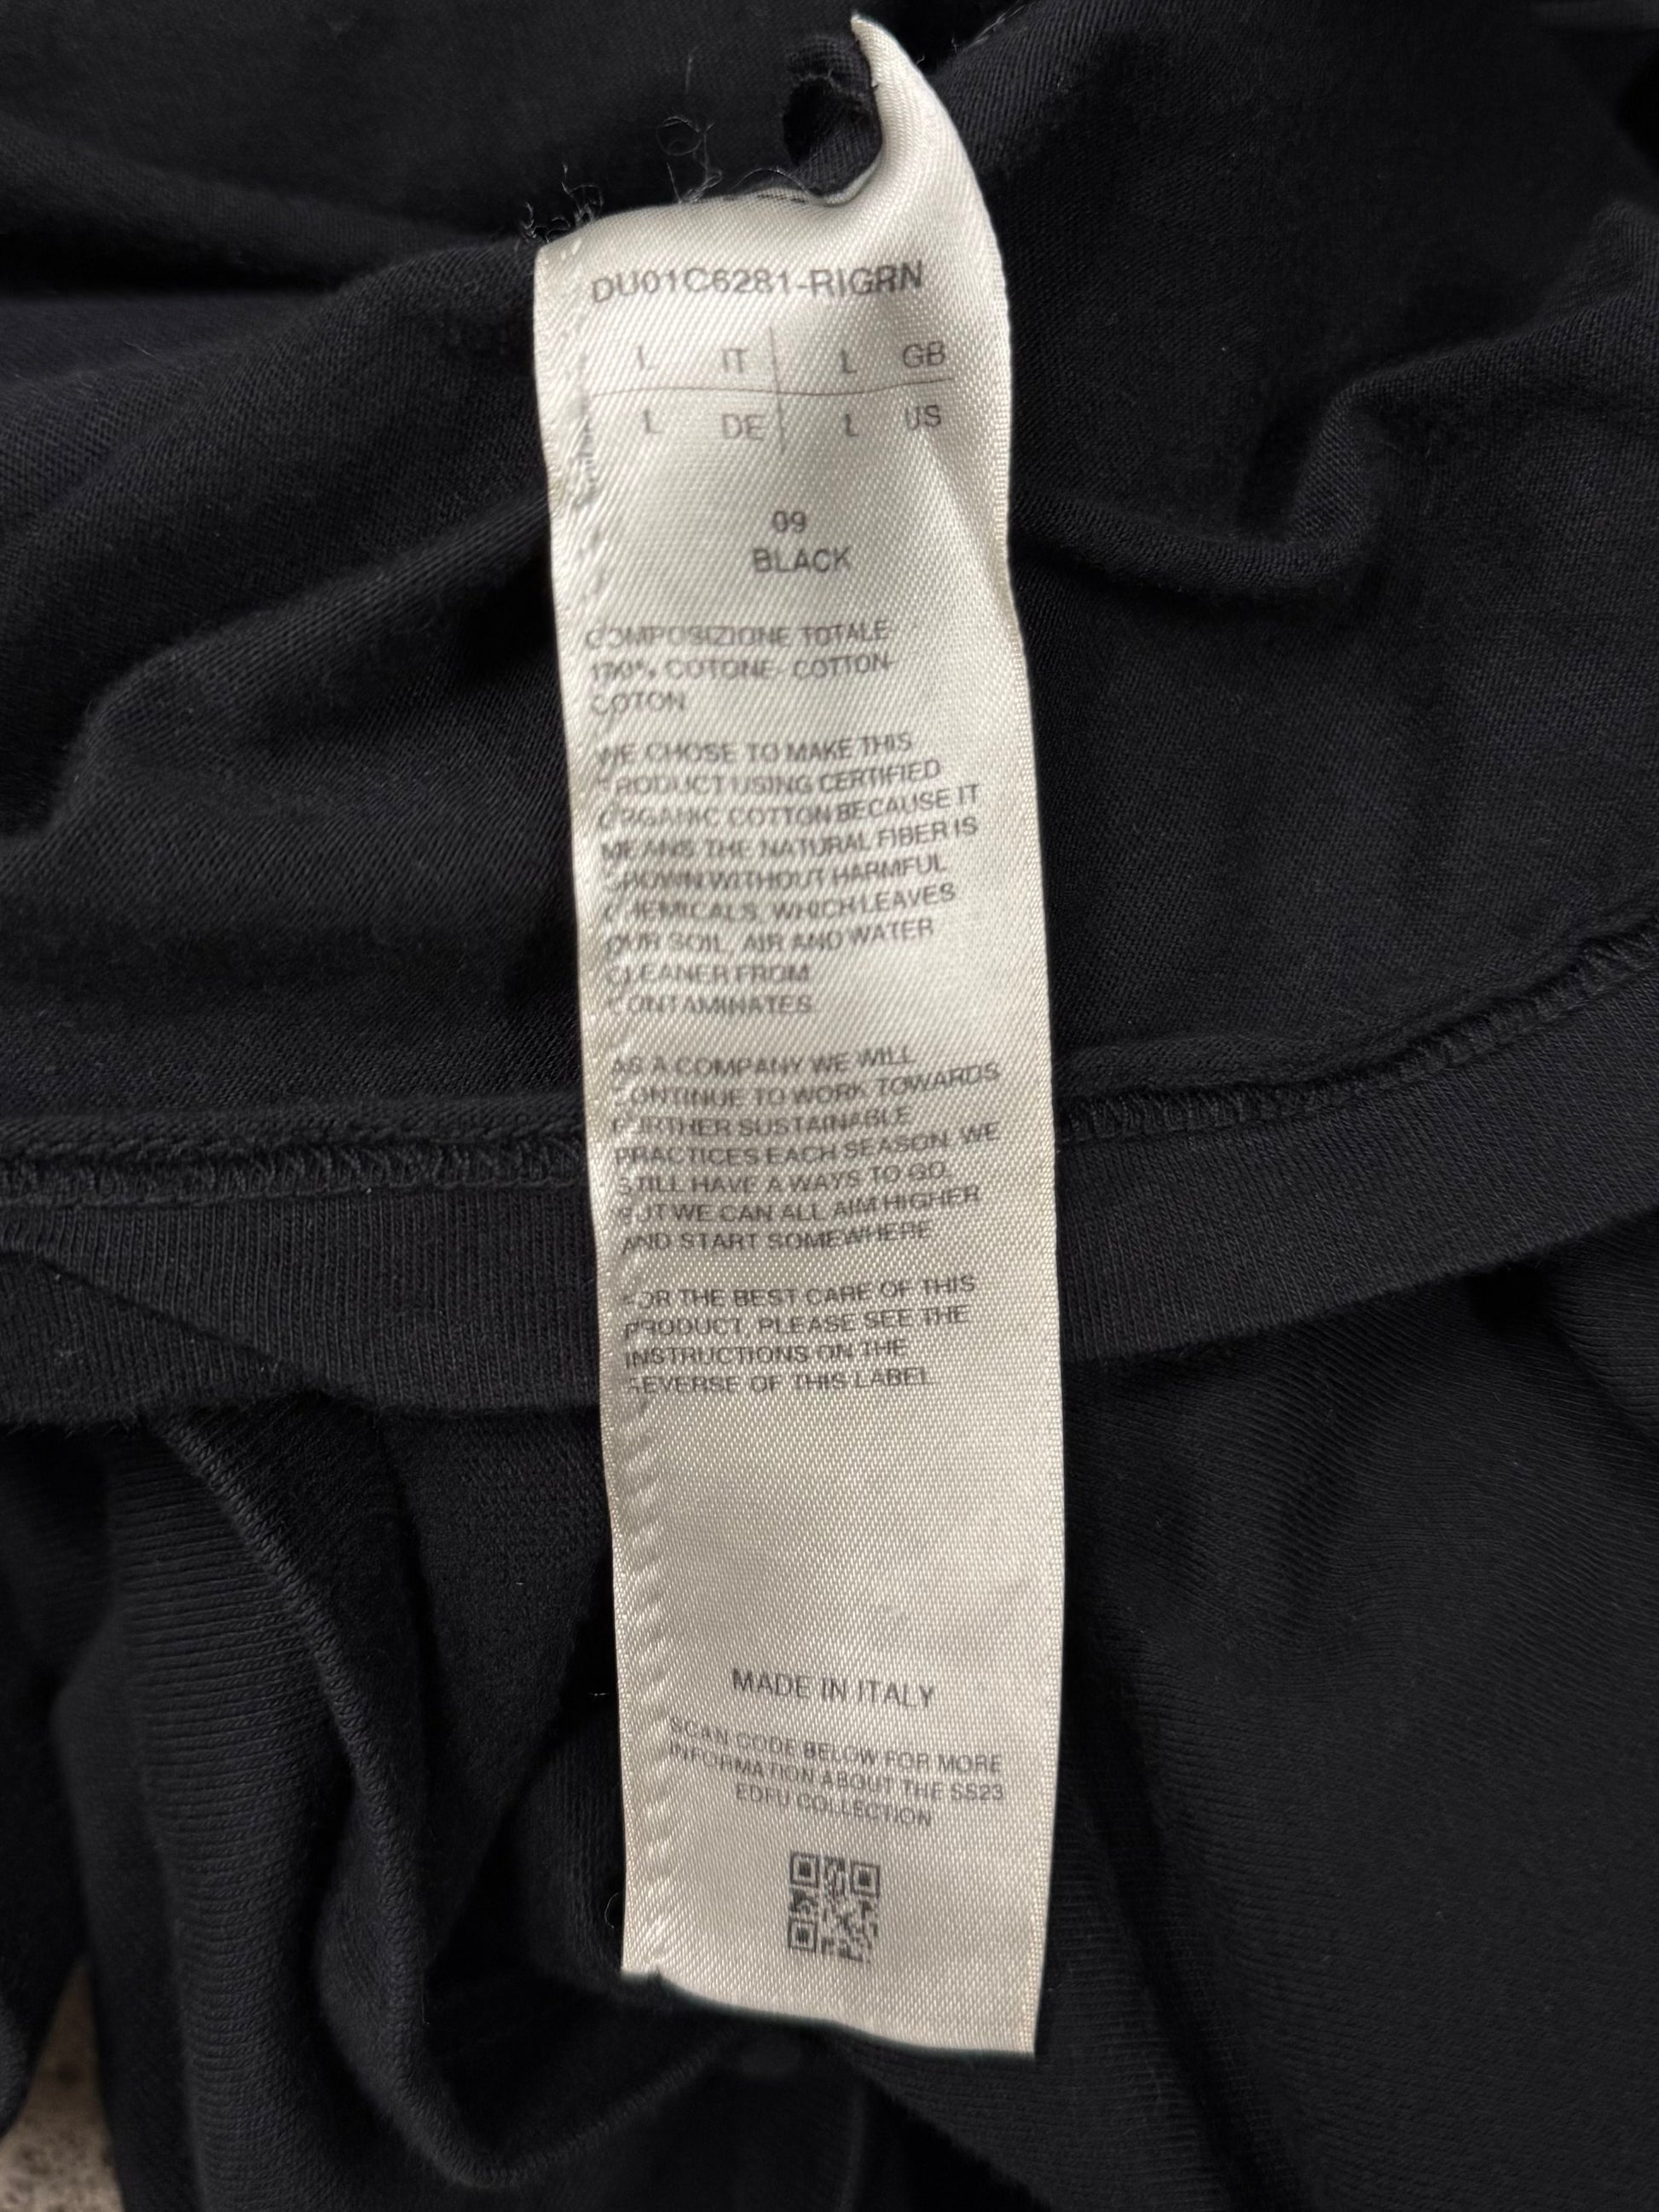 DU01C6281-RIGRN
L IT L GB
L DE L US
09
BLACK
COMPOSIZIONE TOTALE
100% COTONE- COTTON-
COTON
WE CHOSE TO MAKE THIS
PRODUCT USING CERTIFIED
ORGANIC COTTON BECAUSE IT
MEANS THE NATURAL FIBER IS
GROWN WITHOUT HARMFUL
CHEMICALS, WHICH LEAVES
OUR SOIL, AIR AND WATER
CLEANER FROM
CONTAMINATES.
AS A COMPANY WE WILL
CONTINUE TO WORK TOWARDS
FURTHER SUSTAINABLE
PRACTICES EACH SEASON. WE
STILL HAVE A WAYS TO GO,
BUT WE CAN ALL AIM HIGHER
AND START SOMEWHERE
FOR THE BEST CARE OF THIS
PRODUCT, PLEASE SEE THE
INSTRUCTIONS ON THE
REVERSE OF THIS LABEL
MADE IN ITALY
SCAN CODE BELOW FOR MORE
INFORMATION ABOUT THE SS23
EDFU COLLECTION